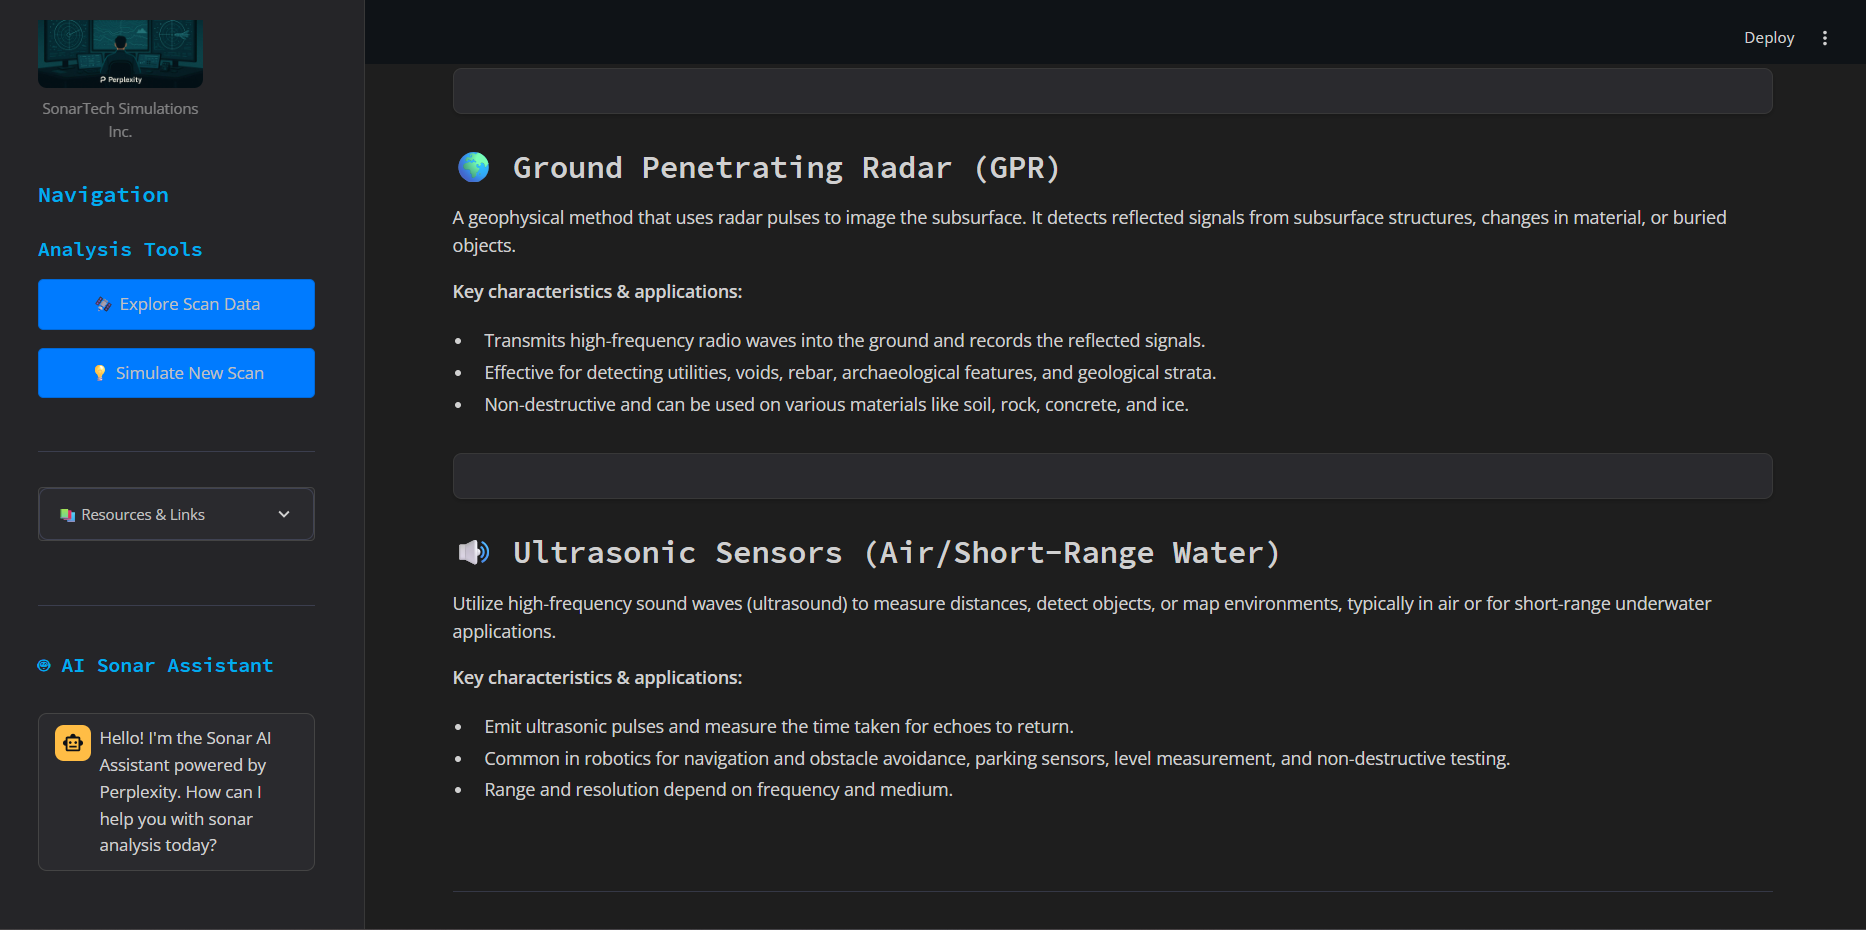 Perplexity
SonarTech Simulations
Inc.
Navigation
Analysis Tools
Explore Scan Data
Simulate New Scan
Resources & Links
AI Sonar Assistant
Hello! I'm the Sonar AI
Assistant powered by
Perplexity. How can I
help you with sonar
analysis today?
Deploy
Ground Penetrating Radar (GPR)
A geophysical method that uses radar pulses to image the subsurface. It detects reflected signals from subsurface structures, changes in material, or buried
objects.
Key characteristics & applications:
• Transmits high-frequency radio waves into the ground and records the reflected signals.
• Effective for detecting utilities, voids, rebar, archaeological features, and geological strata.
• Non-destructive and can be used on various materials like soil, rock, concrete, and ice.
Ultrasonic Sensors (Air/Short-Range Water)
Utilize high-frequency sound waves (ultrasound) to measure distances, detect objects, or map environments, typically in air or for short-range underwater
applications.
Key characteristics & applications:
• Emit ultrasonic pulses and measure the time taken for echoes to return.
• Common in robotics for navigation and obstacle avoidance, parking sensors, level measurement, and non-destructive testing.
• Range and resolution depend on frequency and medium.